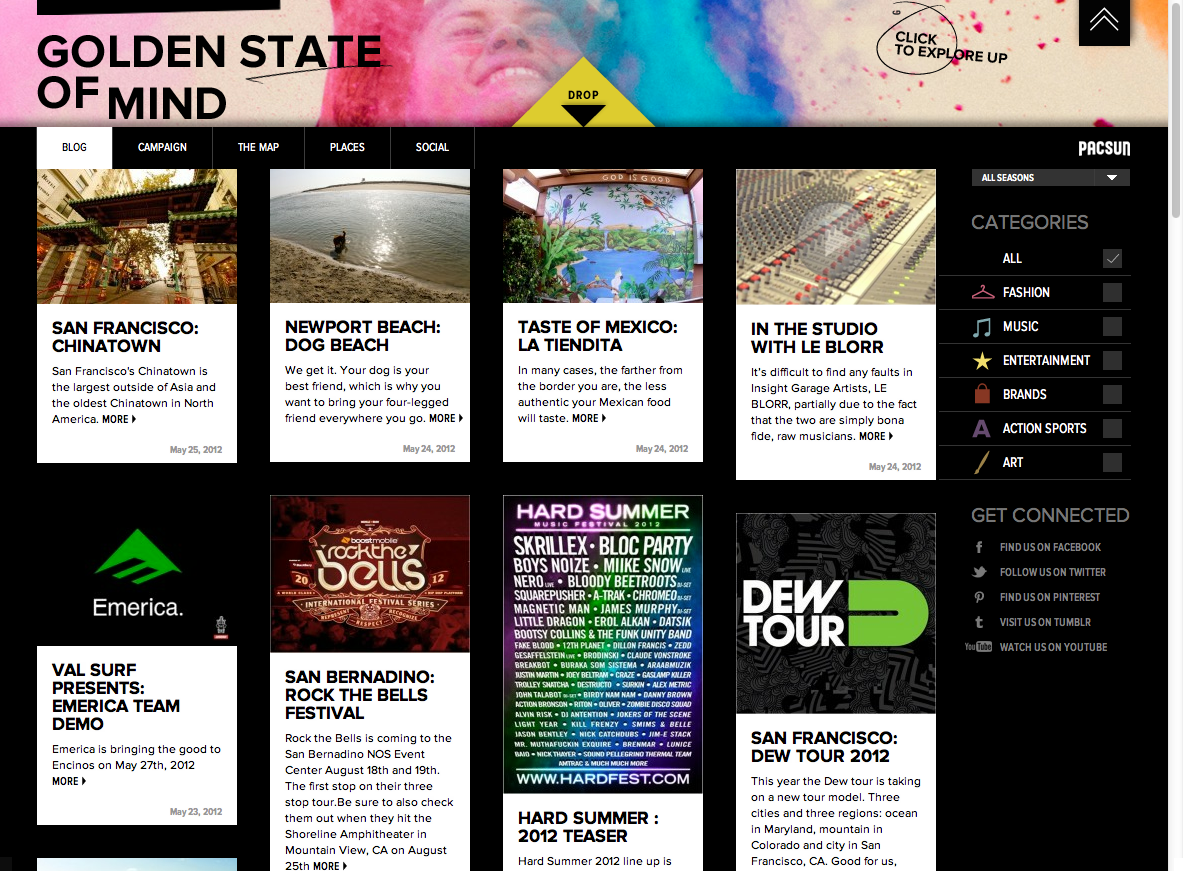 GOLDEN STATE
OF MIND
CLICK
TO EXPLORE UP
DROP
BLOG
CAMPAIGN
THE MAP
PLACES
SOCIAL
PACSUN
ALL SEASONS
GOD IS GOOD
SAN FRANCISCO:
CHINATOWN
San Francisco's Chinatown is
the largest outside of Asia and
the oldest Chinatown in North
America. MORE
May 25, 2012
NEWPORT BEACH:
DOG BEACH
We get it. Your dog is your
best friend, which is why you
want to bring your four-legged
friend everywhere you go. MORE
May 24, 2012
TASTE OF MEXICO:
LA TIENDITA
In many cases, the farther from
the border you are, the less
authentic your Mexican food
will taste. MORE
May 24, 2012
IN THE STUDIO
WITH LE BLORR
It's difficult to find any faults in
Insight Garage Artists, LE
BLORR, partially due to the fact
that the two are simply bona
fide, raw musicians. MORE
May 24, 2012
CATEGORIES
ALL
FASHION
MUSIC
ENTERTAINMENT
BRANDS
A ACTION SPORTS
ART
GET CONNECTED
f FIND US ON FACEBOOK
FOLLOW US ON TWITTER
FIND US ON PINTEREST
t VISIT US ON TUMBLR
YouTube WATCH US ON YOUTUBE
Emerica.
VAL SURF
PRESENTS:
EMERICA TEAM
DEMO
Emerica is bringing the good to
Encinos on May 27th, 2012
MORE
May 23, 2012
boostmobile
rock the
bells
20 12
INTERNATIONAL FESTIVAL SERIES
REPRESENT RESPECT RECOGNIZE
SAN BERNADINO:
ROCK THE BELLS
FESTIVAL
Rock the Bells is coming to the
San Bernadino NOS Event
Center August 18th and 19th.
The first stop on their three
stop tour.Be sure to also check
them out when they hit the
Shoreline Amphitheater in
Mountain View, CA on August
25th MORE
HARD SUMMER
MUSIC FESTIVAL 2012
SKRILLEX • BLOC PARTY
BOYS NOIZE • MIIKE SNOW LIVE
NERO LIVE • BLOODY BEETROOTS DJ-SET
SQUAREPUSHER • A-TRAK • CHROMEO DJ-SET
MAGNETIC MAN • JAMES MURPHY DJ-SET
LITTLE DRAGON • EROL ALKAN • DATSIK
BOOTSY COLLINS & THE FUNK UNITY BAND
FAKE BLOOD • 12TH PLANET • DILLON FRANCIS • ZEDD
GESAFFELSTEIN LIVE • BRODINSKI • CLAUDE VONSTROKE
BREAKBOT • BURAKA SOM SISTEMA • ARAABMUZIK
JUSTIN MARTIN • JOEY BELTRAM • CRAZE • GASLAMP KILLER
TROLLEY SNATCHA • DESTRUCTO • SURKIN • ALEX METRIC
JOHN TALABOT DJ-SET • BIRDY NAM NAM • DANNY BROWN
ACTION BRONSON • RITON • OLIVER • ZOMBIE DISCO SQUAD
ALVIN RISK • DJ ANTENTION • JOKERS OF THE SCENE
LIGHT YEAR • KILL FRENZY • SMIMS & BELLE
JASON BENTLEY • NICK CATCHDUBS • JIM-E STACK
MR. MUTHAFUCKIN EXQUIRE • BRENMAR • LUNICE
BAIO • NICK THAYER • SOUND PELLEGRINO THERMAL TEAM
AMTRAC & MUCH MUCH MORE
WWW.HARDFEST.COM
HARD SUMMER :
2012 TEASER
Hard Summer 2012 line up is
DEW
TOUR
SAN FRANCISCO:
DEW TOUR 2012
This year the Dew tour is taking
on a new tour model. Three
cities and three regions: ocean
in Maryland, mountain in
Colorado and city in San
Francisco, CA. Good for us,